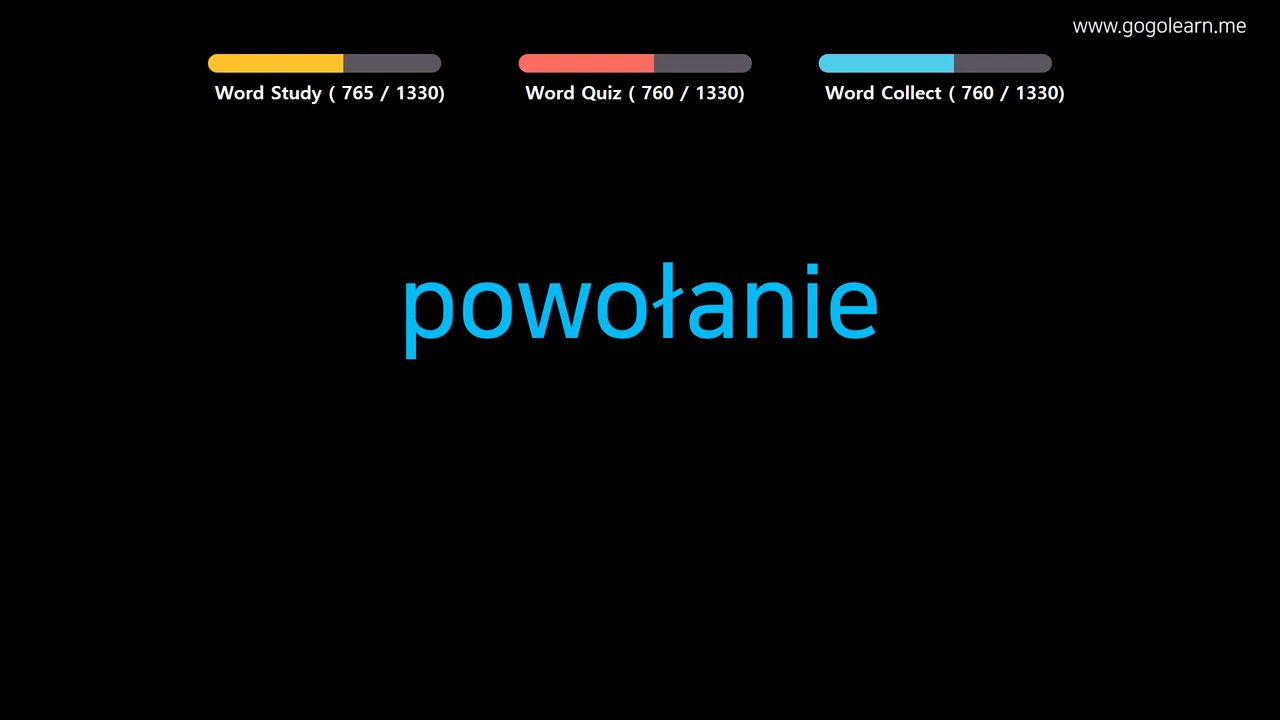 www.gogolearn.me
Word Study ( 765 / 1330)
Word Quiz ( 760 / 1330)
Word Collect ( 760 / 1330)
powołanie